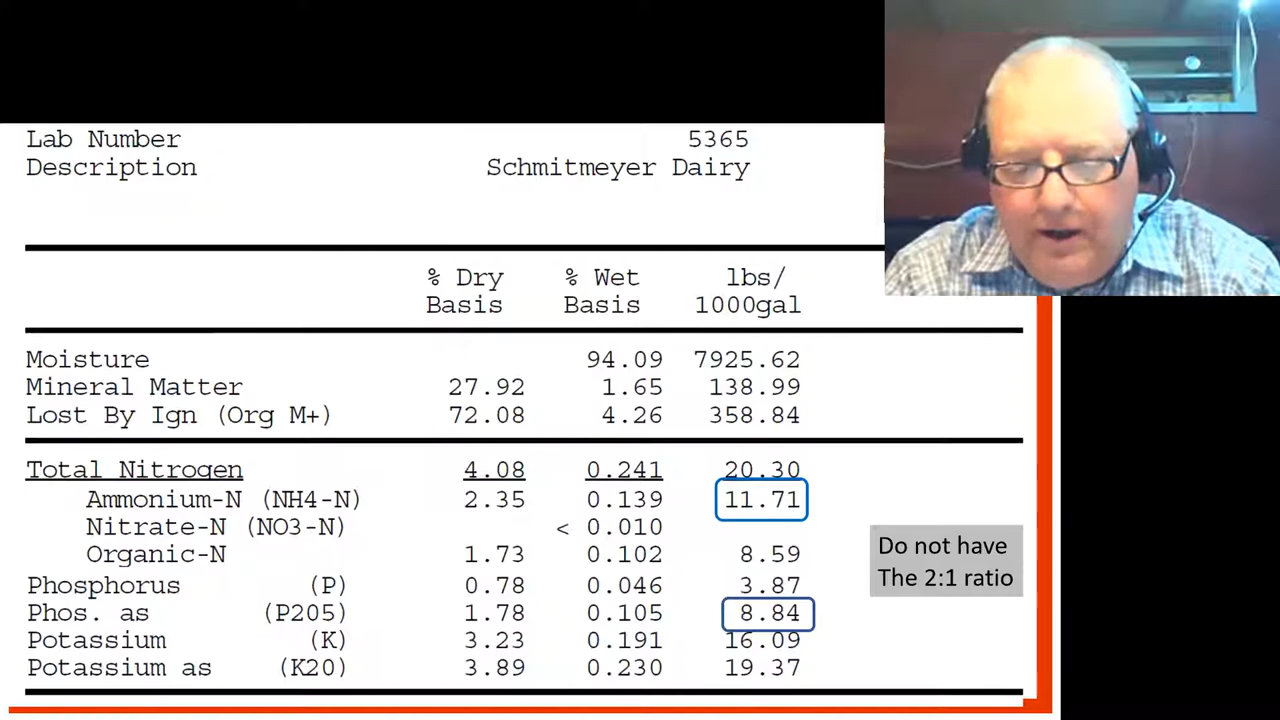 Lab Number 5365
Description Schmitmeyer Dairy
% Dry % Wet lbs/
Basis Basis 1000gal
Moisture 94.09 7925.62
Mineral Matter 27.92 1.65 138.99
Lost By Ign (Org M+) 72.08 4.26 358.84
Total Nitrogen 4.08 0.241 20.30
Ammonium-N (NH4-N) 2.35 0.139 11.71
Nitrate-N (NO3-N) < 0.010
Organic-N 1.73 0.102 8.59
Phosphorus (P) 0.78 0.046 3.87
Phos. as (P205) 1.78 0.105 8.84
Potassium (K) 3.23 0.191 16.09
Potassium as (K20) 3.89 0.230 19.37
Do not have
The 2:1 ratio